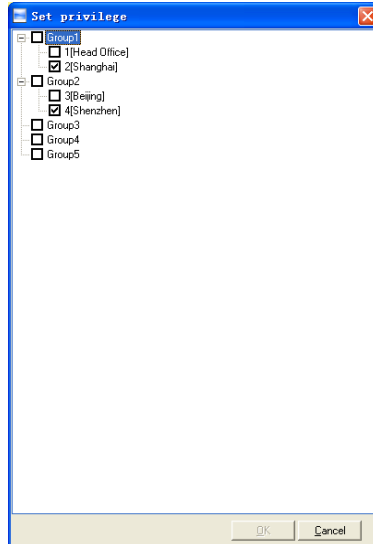 Set privilege
Group1
1[Head Office]
2[Shanghai]
Group2
3[Beijing]
4[Shenzhen]
Group3
Group4
Group5
OK Cancel